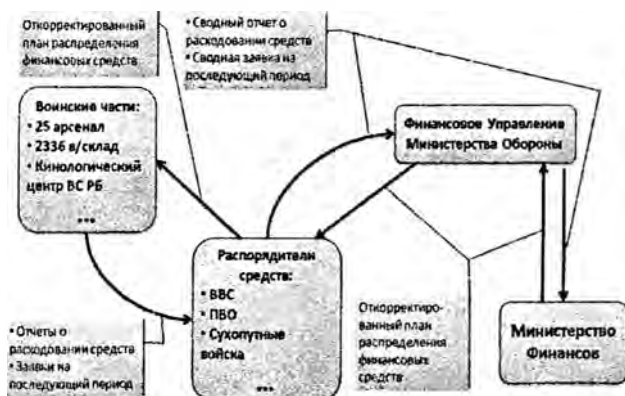 Откорректированный
план распределения
финансовых средств
• Сводный отчет о
расходовании средств
• Сводная заявка на
последующий период
Воинские части:
• 25 арсенал
• 2336 в/склад
• Кинологический
центр ВС РБ
...
Финансовое Управление
Министерства Обороны
Распорядители
средств:
• ВВС
• ПВО
• Сухопутные
войска
...
• Отчеты о
расходовании средств
• Заявки на
последующий период
Откорректиро-
ванный план
распределения
финансовых
средств
Министерство
Финансов